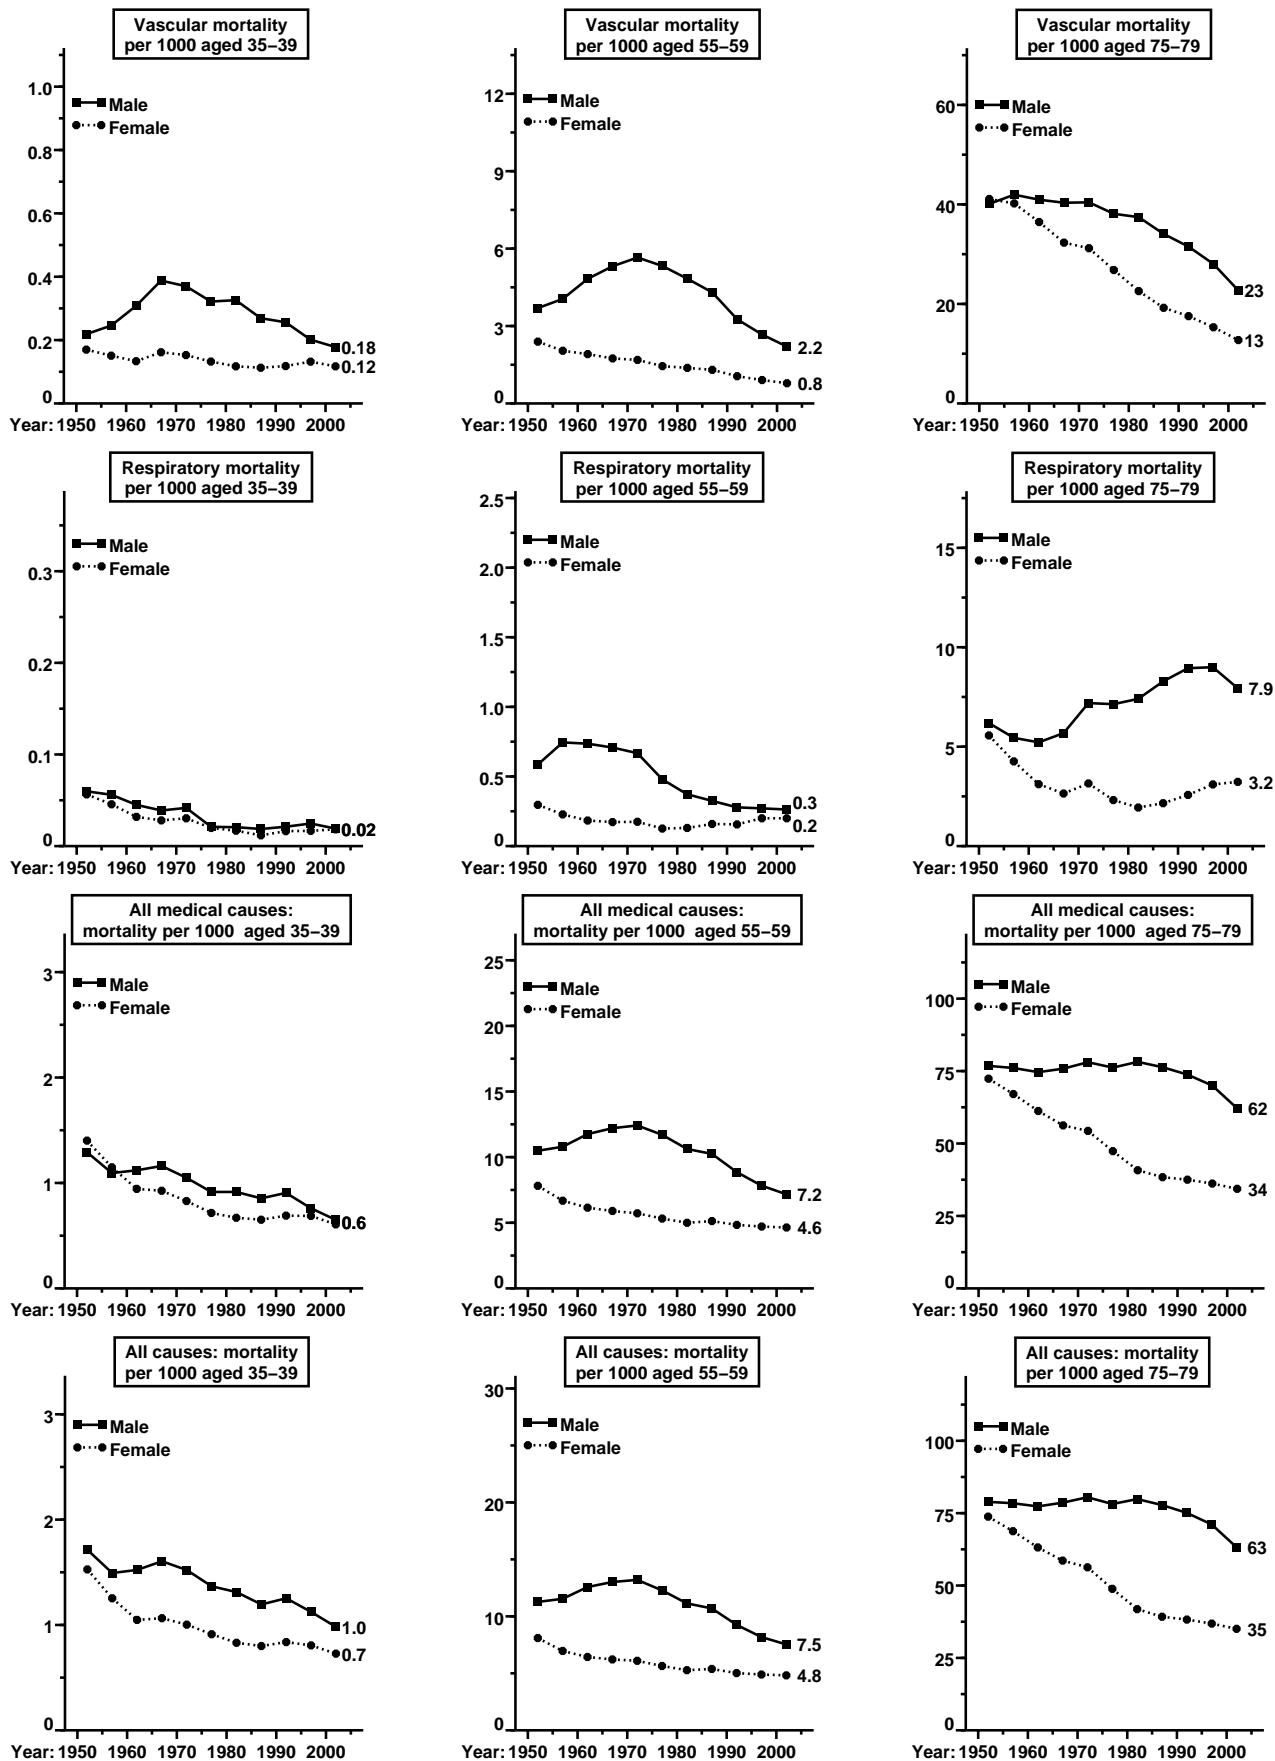 Vascular mortality
per 1000 aged 35–39
1.0
0.8
0.6
0.4
0.2
0
Male
Female
0.18
0.12
Year: 1950 1960 1970 1980 1990 2000
Vascular mortality
per 1000 aged 55–59
12
9
6
3
0
Male
Female
2.2
0.8
1950 1960 1970 1980 1990 2000
Year:
Vascular mortality
per 1000 aged 75–79
60
40
20
0
Male
Female
23
13
Year: 1950 1960 1970 1980 1990 2000
Respiratory mortality
per 1000 aged 35–39
0.3
0.2
0.1
0
Male
Female
0.02
Year: 1950 1960 1970 1980 1990 2000
Respiratory mortality
per 1000 aged 55–59
2.5
2.0
1.5
1.0
0.5
0
Male
Female
0.3
0.2
Year: 1950 1960 1970 1980 1990 2000
Respiratory mortality
per 1000 aged 75–79
15
10
5
0
Male
Female
7.9
3.2
Year: 1950 1960 1970 1980 1990 2000
All medical causes:
mortality per 1000 aged 35–39
3
2
1
0
Male
Female
0.6
Year: 1950 1960 1970 1980 1990 2000
All medical causes:
mortality per 1000 aged 55–59
25
20
15
10
5
0
Male
Female
7.2
4.6
Year: 1950 1960 1970 1980 1990 2000
All medical causes:
mortality per 1000 aged 75–79
100
75
50
25
0
Male
Female
62
34
Year: 1950 1960 1970 1980 1990 2000
All causes: mortality
per 1000 aged 35–39
3
2
1
0
Male
Female
1.0
0.7
Year: 1950 1960 1970 1980 1990 2000
All causes: mortality
per 1000 aged 55–59
30
20
10
0
Male
Female
7.5
4.8
Year: 1950 1960 1970 1980 1990 2000
All causes: mortality
per 1000 aged 75–79
100
75
50
25
0
Male
Female
63
35
Year: 1950 1960 1970 1980 1990 2000